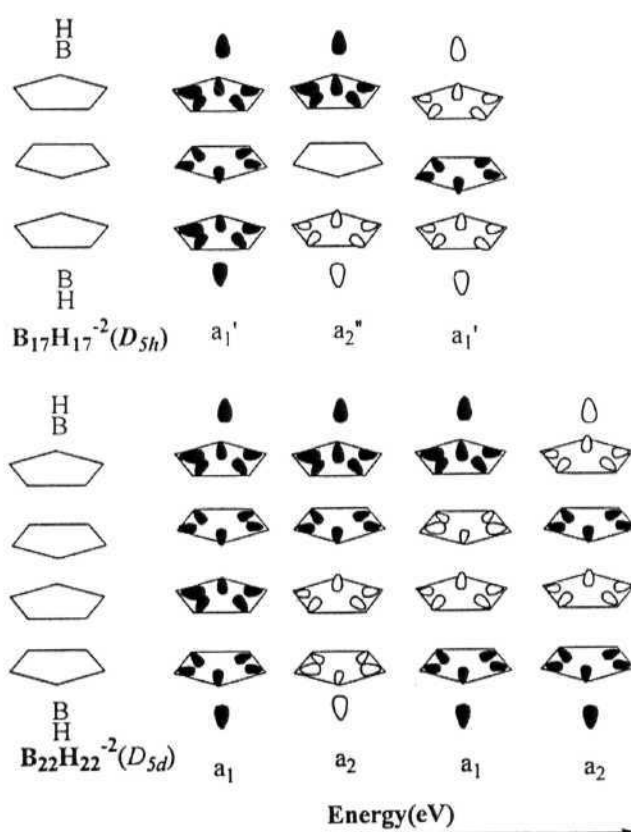 H
B
B
H
B₁₇H₁₇⁻²(D₅ₕ) a₁' a₂" a₁'
H
B
B
H
B₂₂H₂₂⁻²(D₅d) a₁ a₂ a₁ a₂
Energy(eV)